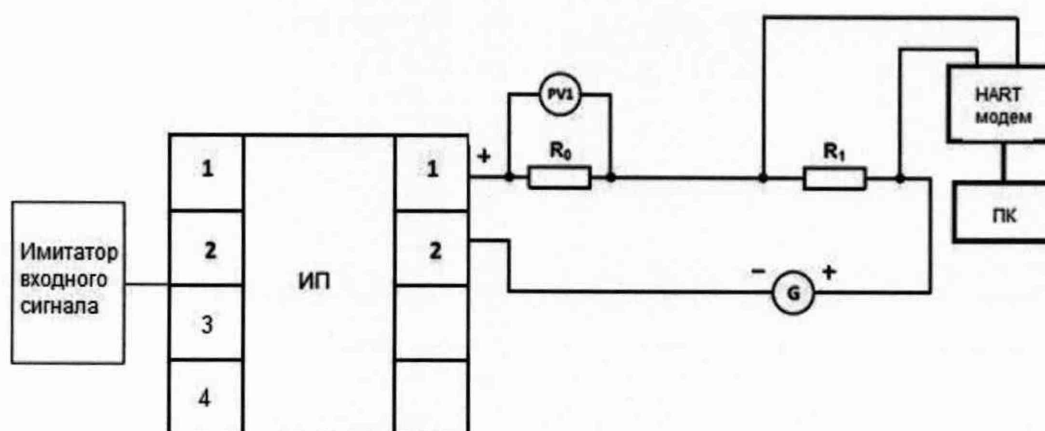 PV1
HART
модем
1
+
R₀
R₁
1
ПК
Имитатор
входного
сигнала
2
ИП
2
−
G
+
3
4